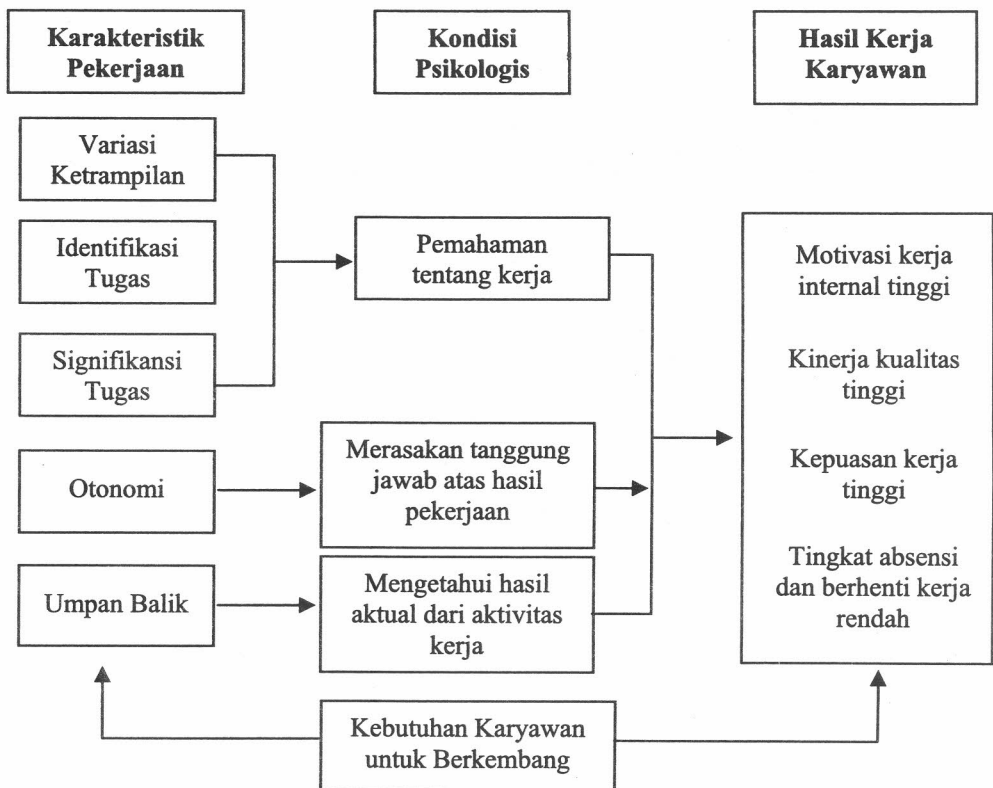 Karakteristik
Pekerjaan
Kondisi
Psikologis
Hasil Kerja
Karyawan
Variasi
Ketrampilan
Identifikasi
Tugas
Signifikansi
Tugas
Otonomi
Umpan Balik
Pemahaman
tentang kerja
Merasakan tanggung
jawab atas hasil
pekerjaan
Mengetahui hasil
aktual dari aktivitas
kerja
Motivasi kerja
internal tinggi
Kinerja kualitas
tinggi
Kepuasan kerja
tinggi
Tingkat absensi
dan berhenti kerja
rendah
Kebutuhan Karyawan
untuk Berkembang